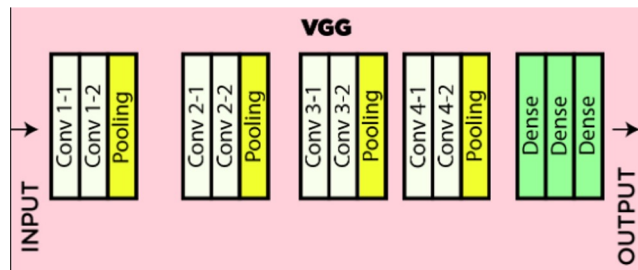 VGG
INPUT
Conv 1-1
Conv 1-2
Pooling
Conv 2-1
Conv 2-2
Pooling
Conv 3-1
Conv 3-2
Pooling
Conv 4-1
Conv 4-2
Pooling
Dense
Dense
Dense
OUTPUT